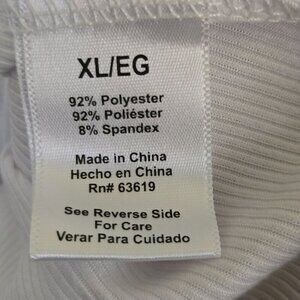 XL/EG
92% Polyester
92% Poliéster
8% Spandex
Made in China
Hecho en China
Rn# 63619
See Reverse Side
For Care
Verar Para Cuidado